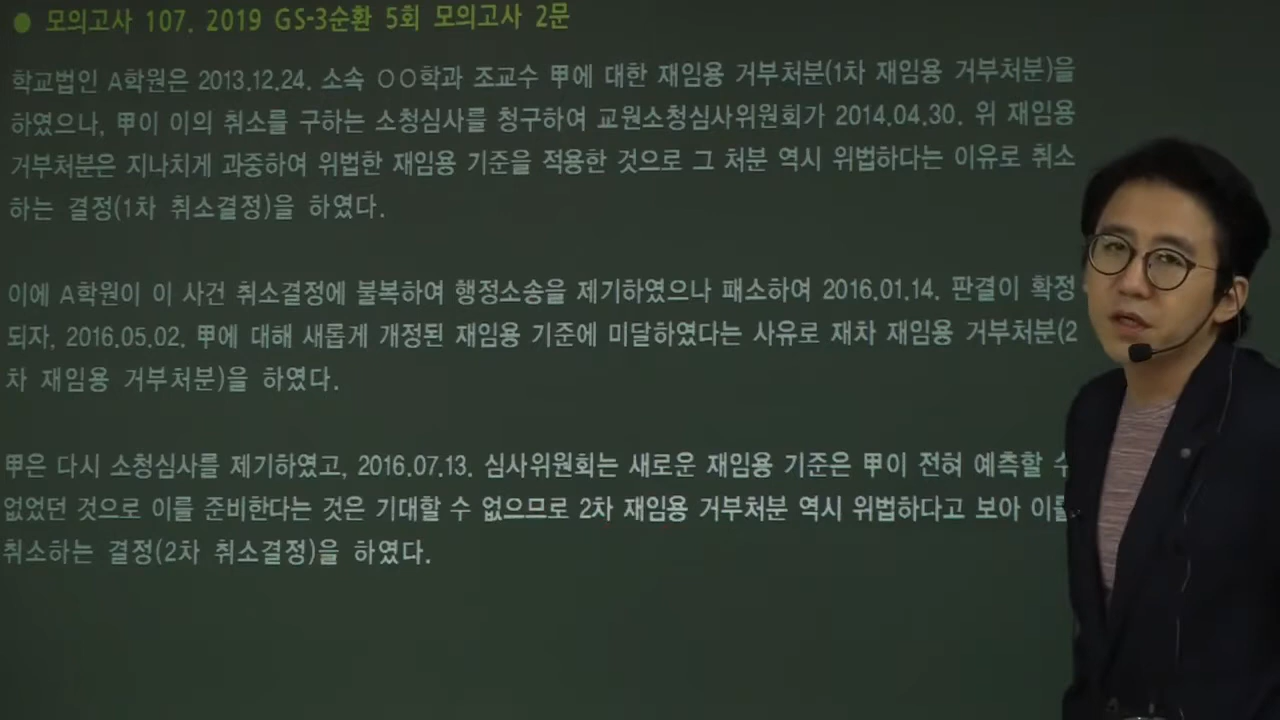 ● 모의고사 107. 2019 GS-3순환 5회 모의고사 2문
학교법인 A학원은 2013.12.24. 소속 ○○학과 조교수 甲에 대한 재임용 거부처분(1차 재임용 거부처분)을
하였으나, 甲이 이의 취소를 구하는 소청심사를 청구하여 교원소청심사위원회가 2014.04.30. 위 재임용
거부처분은 지나치게 과중하여 위법한 재임용 기준을 적용한 것으로 그 처분 역시 위법하다는 이유로 취소
하는 결정(1차 취소결정)을 하였다.
이에 A학원이 이 사건 취소결정에 불복하여 행정소송을 제기하였으나 패소하여 2016.01.14. 판결이 확정
되자, 2016.05.02. 甲에 대해 새롭게 개정된 재임용 기준에 미달하였다는 사유로 재차 재임용 거부처분(2
차 재임용 거부처분)을 하였다.
甲은 다시 소청심사를 제기하였고, 2016.07.13. 심사위원회는 새로운 재임용 기준은 甲이 전혀 예측할 수
없었던 것으로 이를 준비한다는 것은 기대할 수 없으므로 2차 재임용 거부처분 역시 위법하다고 보아 이를
취소하는 결정(2차 취소결정)을 하였다.